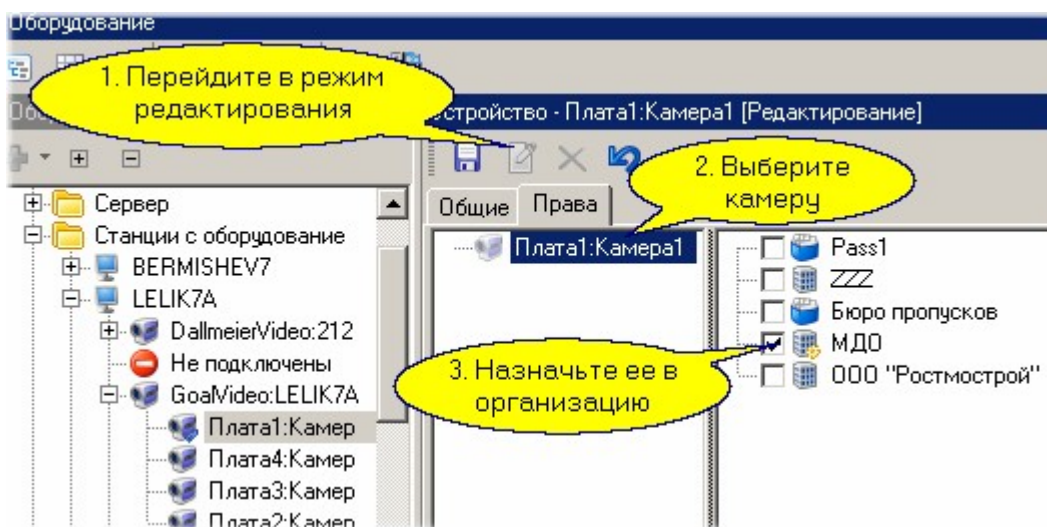 Оборудование
1. Перейдите в режим
редактирования
Устройство - Плата1:Камера1 [Редактирование]
2. Выберите
камеру
Сервер
Станции с оборудование
BERMISHEV7
LELIK7A
DallmeierVideo:212
Не подключены
GoalVideo:LELIK7A
Плата1:Камер
Плата4:Камер
Плата3:Камер
Плата2:Камер
Общие
Права
Плата1:Камера1
Pass1
ZZZ
Бюро пропусков
МДО
ООО "Ростмострой"
3. Назначьте ее в
организацию